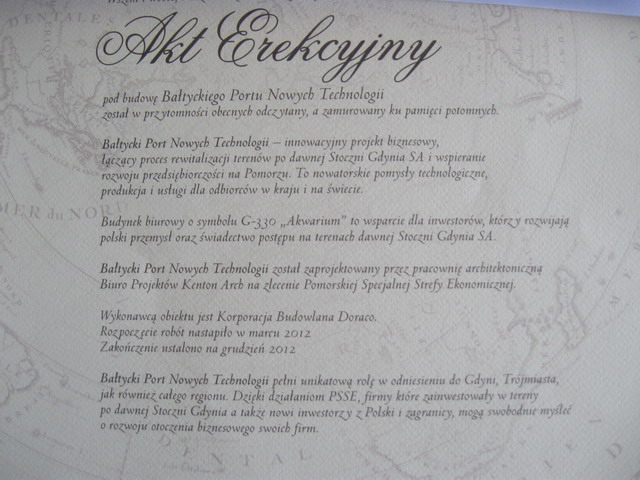 Akt Erekcyjny
pod budowę Bałtyckiego Portu Nowych Technologii
został w przytomności obecnych odczytany, a zamurowany ku pamięci potomnych.
Bałtycki Port Nowych Technologii – innowacyjny projekt biznesowy,
łączący proces rewitalizacji terenów po dawnej Stoczni Gdynia SA i wspieranie
rozwoju przedsiębiorczości na Pomorzu. To nowatorskie pomysły technologiczne,
produkcja i usługi dla odbiorców w kraju i na świecie.
Budynek biurowy o symbolu G-330 „Akwarium” to wsparcie dla inwestorów, którzy rozwijają
polski przemysł oraz świadectwo postępu na terenach dawnej Stoczni Gdynia SA.
Bałtycki Port Nowych Technologii został zaprojektowany przez pracownię architektoniczną
Biuro Projektów Kenton Arch na zlecenie Pomorskiej Specjalnej Strefy Ekonomicznej.
Wykonawcą obiektu jest Korporacja Budowlana Doraco.
Rozpoczęcie robót nastąpiło w marcu 2012
Zakończenie ustalono na grudzień 2012
Bałtycki Port Nowych Technologii pełni unikatową rolę w odniesieniu do Gdyni, Trójmiasta,
jak również całego regionu. Dzięki działaniom PSSE, firmy które zainwestowały w tereny
po dawnej Stoczni Gdynia a także nowi inwestorzy z Polski i zagranicy, mogą swobodnie myśleć
o rozwoju otoczenia biznesowego swoich firm.